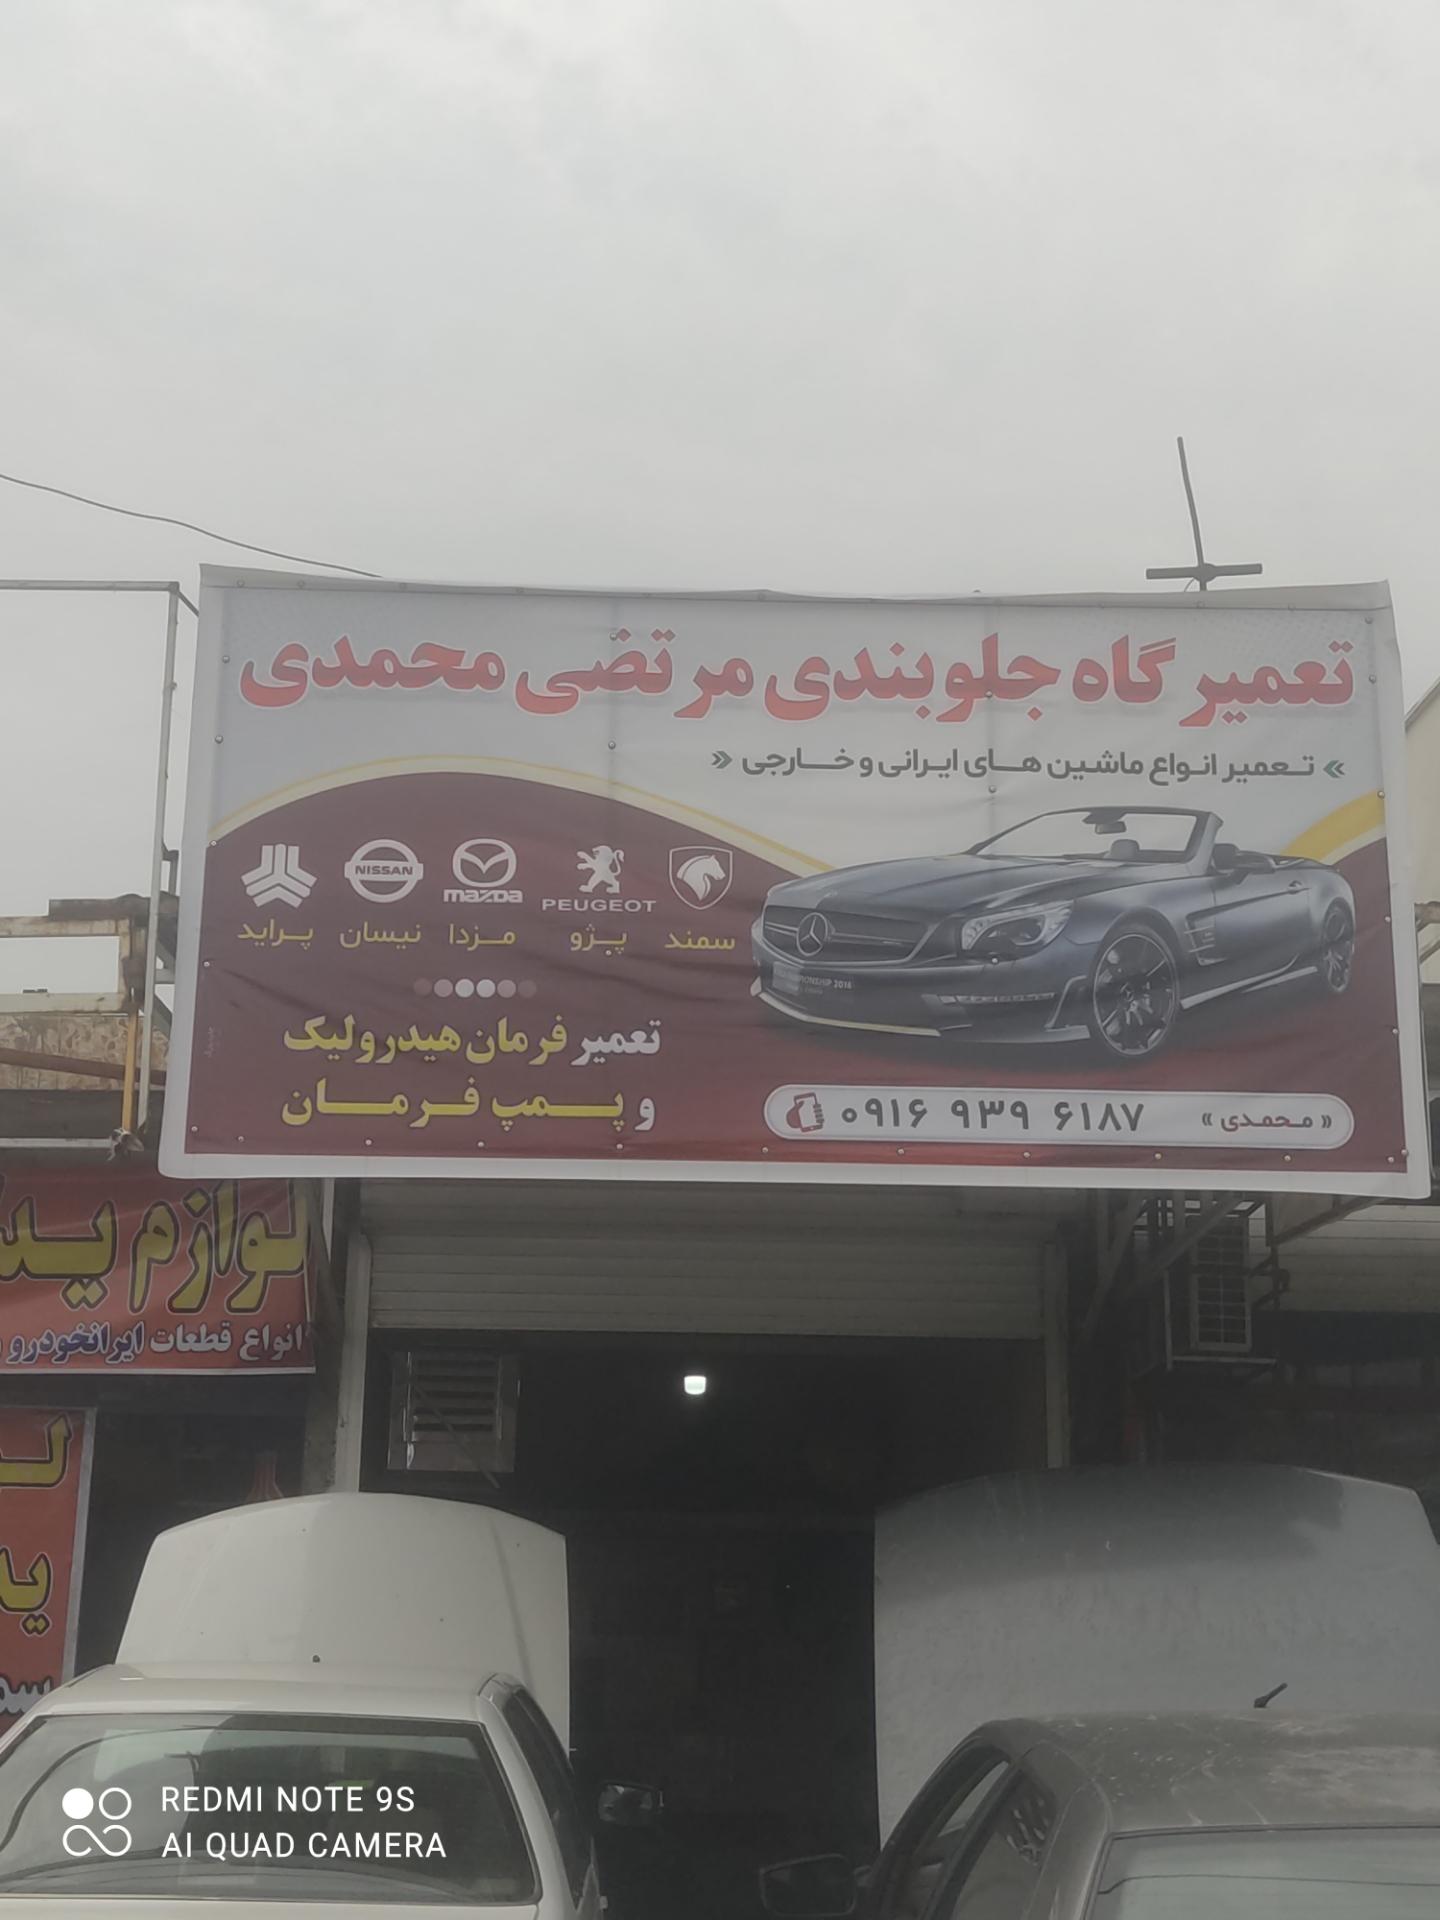 تعمیرگاه جلوبندی مرتضی محمدی
» تعمیر انواع ماشین های ایرانی و خارجی «
NISSAN
mazda
PEUGEOT
سمند
پژو
مزدا
نیسان
پراید
تعمیر فرمان هیدرولیک
و پمپ فرمان
« محمدی »
۰۹۱۶ ۹۳۹ ۶۱۸۷
لوازم
انواع قطعات ایرانخودرو
REDMI NOTE 9S
AI QUAD CAMERA